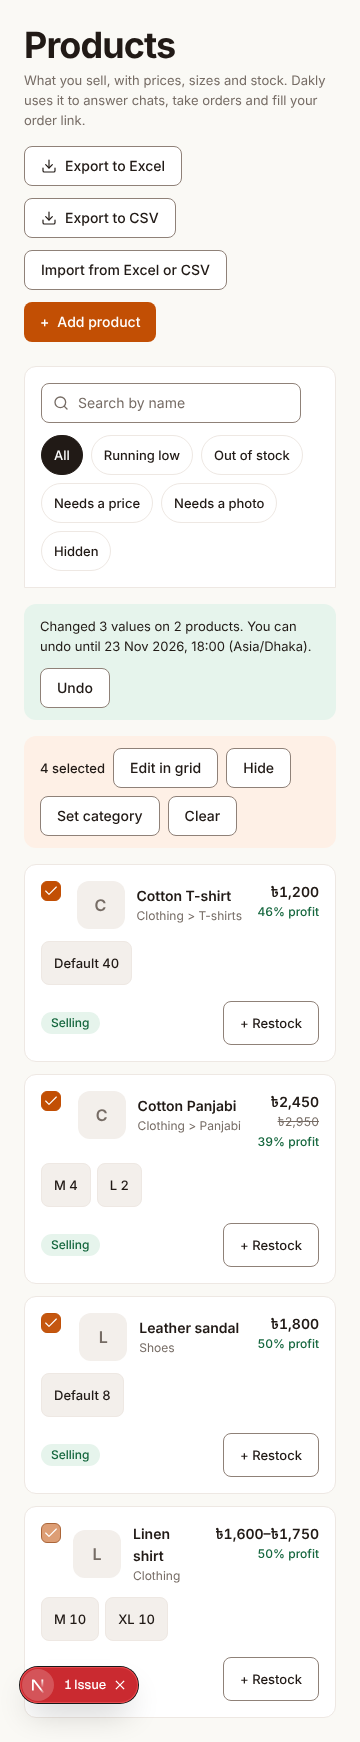 Products
What you sell, with prices, sizes and stock. Dakly
uses it to answer chats, take orders and fill your
order link.
Export to Excel
Export to CSV
Import from Excel or CSV
+ Add product
Search by name
All
Running low
Out of stock
Needs a price
Needs a photo
Hidden
Changed 3 values on 2 products. You can
undo until 23 Nov 2026, 18:00 (Asia/Dhaka).
Undo
4 selected
Edit in grid
Hide
Set category
Clear
C
Cotton T-shirt
৳1,200
Clothing > T-shirts
46% profit
Default 40
Selling
+ Restock
C
Cotton Panjabi
৳2,450
Clothing > Panjabi
৳2,950
39% profit
M 4
L 2
Selling
+ Restock
L
Leather sandal
৳1,800
Shoes
50% profit
Default 8
Selling
+ Restock
L
Linen
shirt
৳1,600–৳1,750
Clothing
50% profit
M 10
XL 10
+ Restock
N
1 Issue